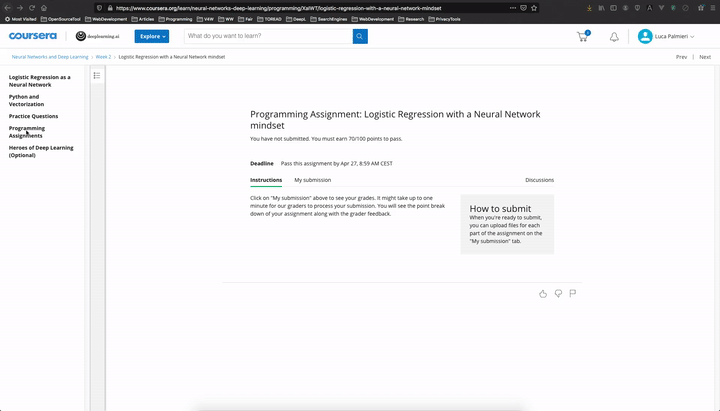 https://www.coursera.org/learn/neural-networks-deep-learning/programming/XaIWT/logistic-regression-with-a-neural-network-mindset
Most Visited OpenSourceTool WebDevelopment Articles Programming V4W WW Fair TOREAD DeepL SearchEngines WebDevelopment Research PrivacyTools
coursera deeplearning.ai Explore What do you want to learn? Luca Palmieri
Neural Networks and Deep Learning > Week 2 > Logistic Regression with a Neural Network mindset Prev | Next
Logistic Regression as a
Neural Network
Python and
Vectorization
Practice Questions
Programming
Assignments
Heroes of Deep Learning
(Optional)
Programming Assignment: Logistic Regression with a Neural Network
mindset
You have not submitted. You must earn 70/100 points to pass.
Deadline Pass this assignment by Apr 27, 8:59 AM CEST
Instructions My submission Discussions
Click on "My submission" above to see your grades. It might take up to one
minute for our graders to process your submission. You will see the point break
down of your assignment along with the grader feedback.
How to submit
When you're ready to submit,
you can upload files for each
part of the assignment on the
"My submission" tab.